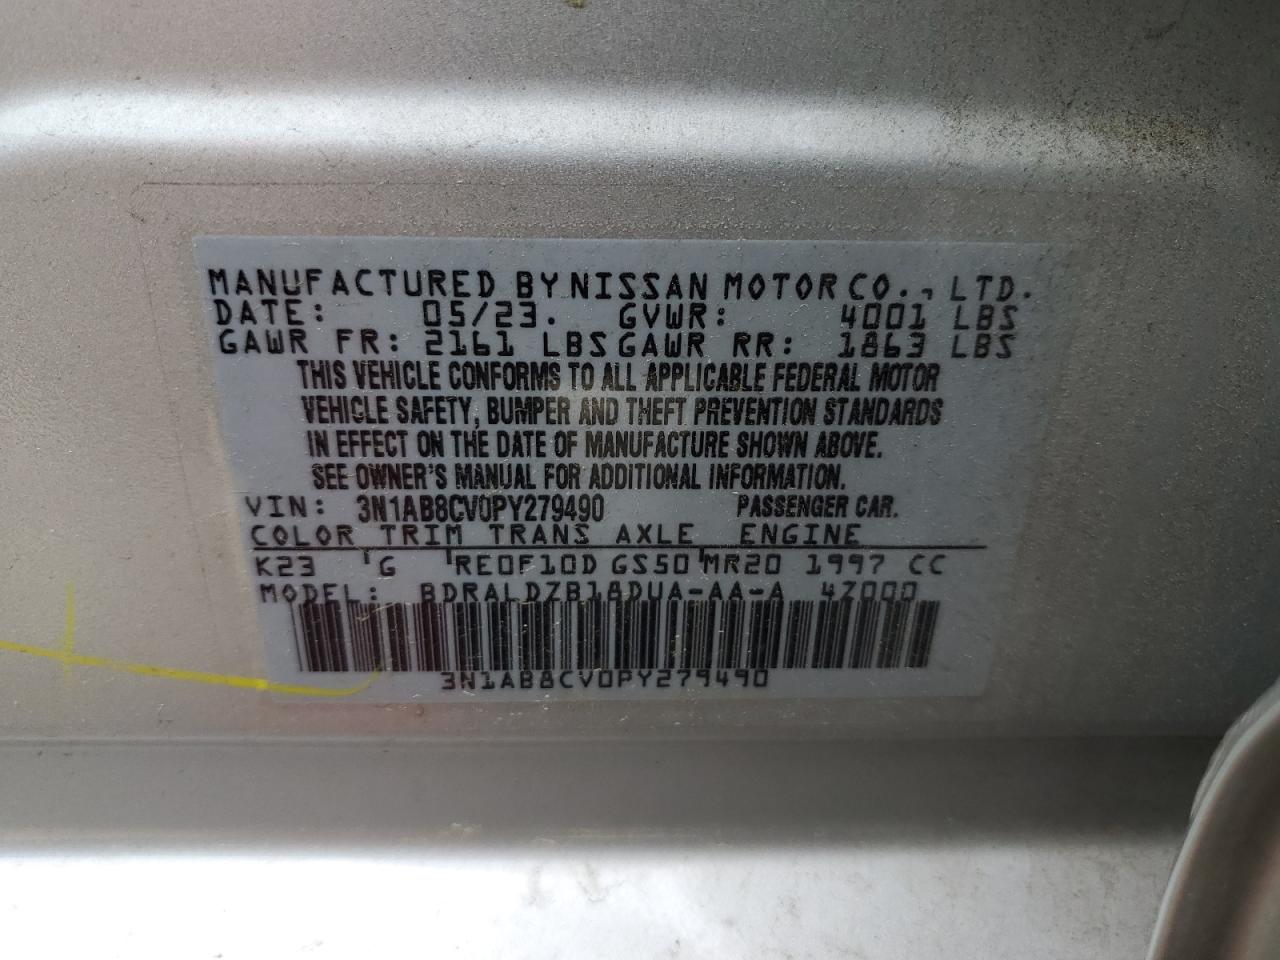 MANUFACTURED BY NISSAN MOTOR CO., LTD.
DATE: 05/23. GVWR: 4001 LBS
GAWR FR: 2161 LBS GAWR RR: 1863 LBS
THIS VEHICLE CONFORMS TO ALL APPLICABLE FEDERAL MOTOR
VEHICLE SAFETY, BUMPER AND THEFT PREVENTION STANDARDS
IN EFFECT ON THE DATE OF MANUFACTURE SHOWN ABOVE.
SEE OWNER'S MANUAL FOR ADDITIONAL INFORMATION.
VIN: 3N1AB8CV0PY279490 PASSENGER CAR.
COLOR TRIM TRANS AXLE ENGINE
K23 G RE0F10D GS50 MR20 1997 CC
MODEL: BDRALDZB18DUA-AA-A 4Z000
3N1AB8CV0PY279490